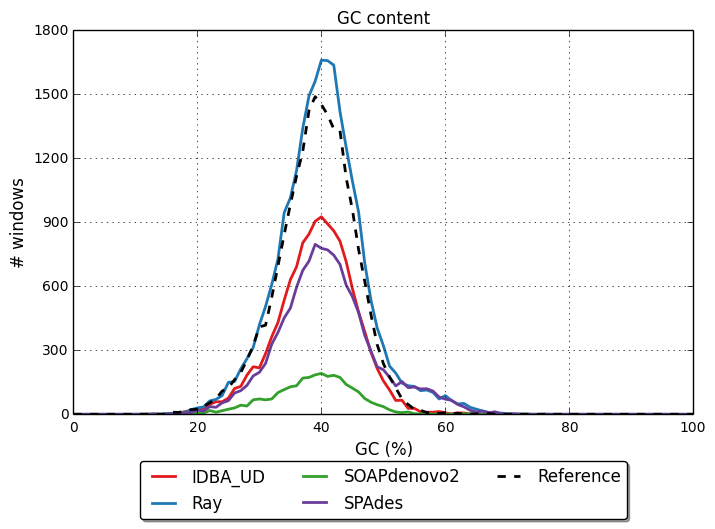 GC content
1800
1500
1200
900
600
300
0
# windows
0 20 40 60 80 100
GC (%)
IDBA_UD SOAPdenovo2 Reference
Ray SPAdes